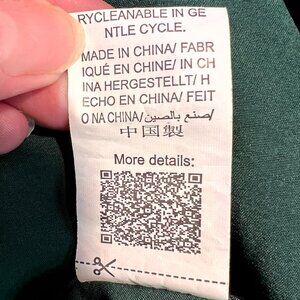 RYCLEANABLE IN GE
NTLE CYCLE.
MADE IN CHINA/ FABR
IQUÉ EN CHINE/ IN CH
INA HERGESTELLT/ H
ECHO EN CHINA/ FEIT
O NA CHINA/صنع بالصين/
中国製
More details: